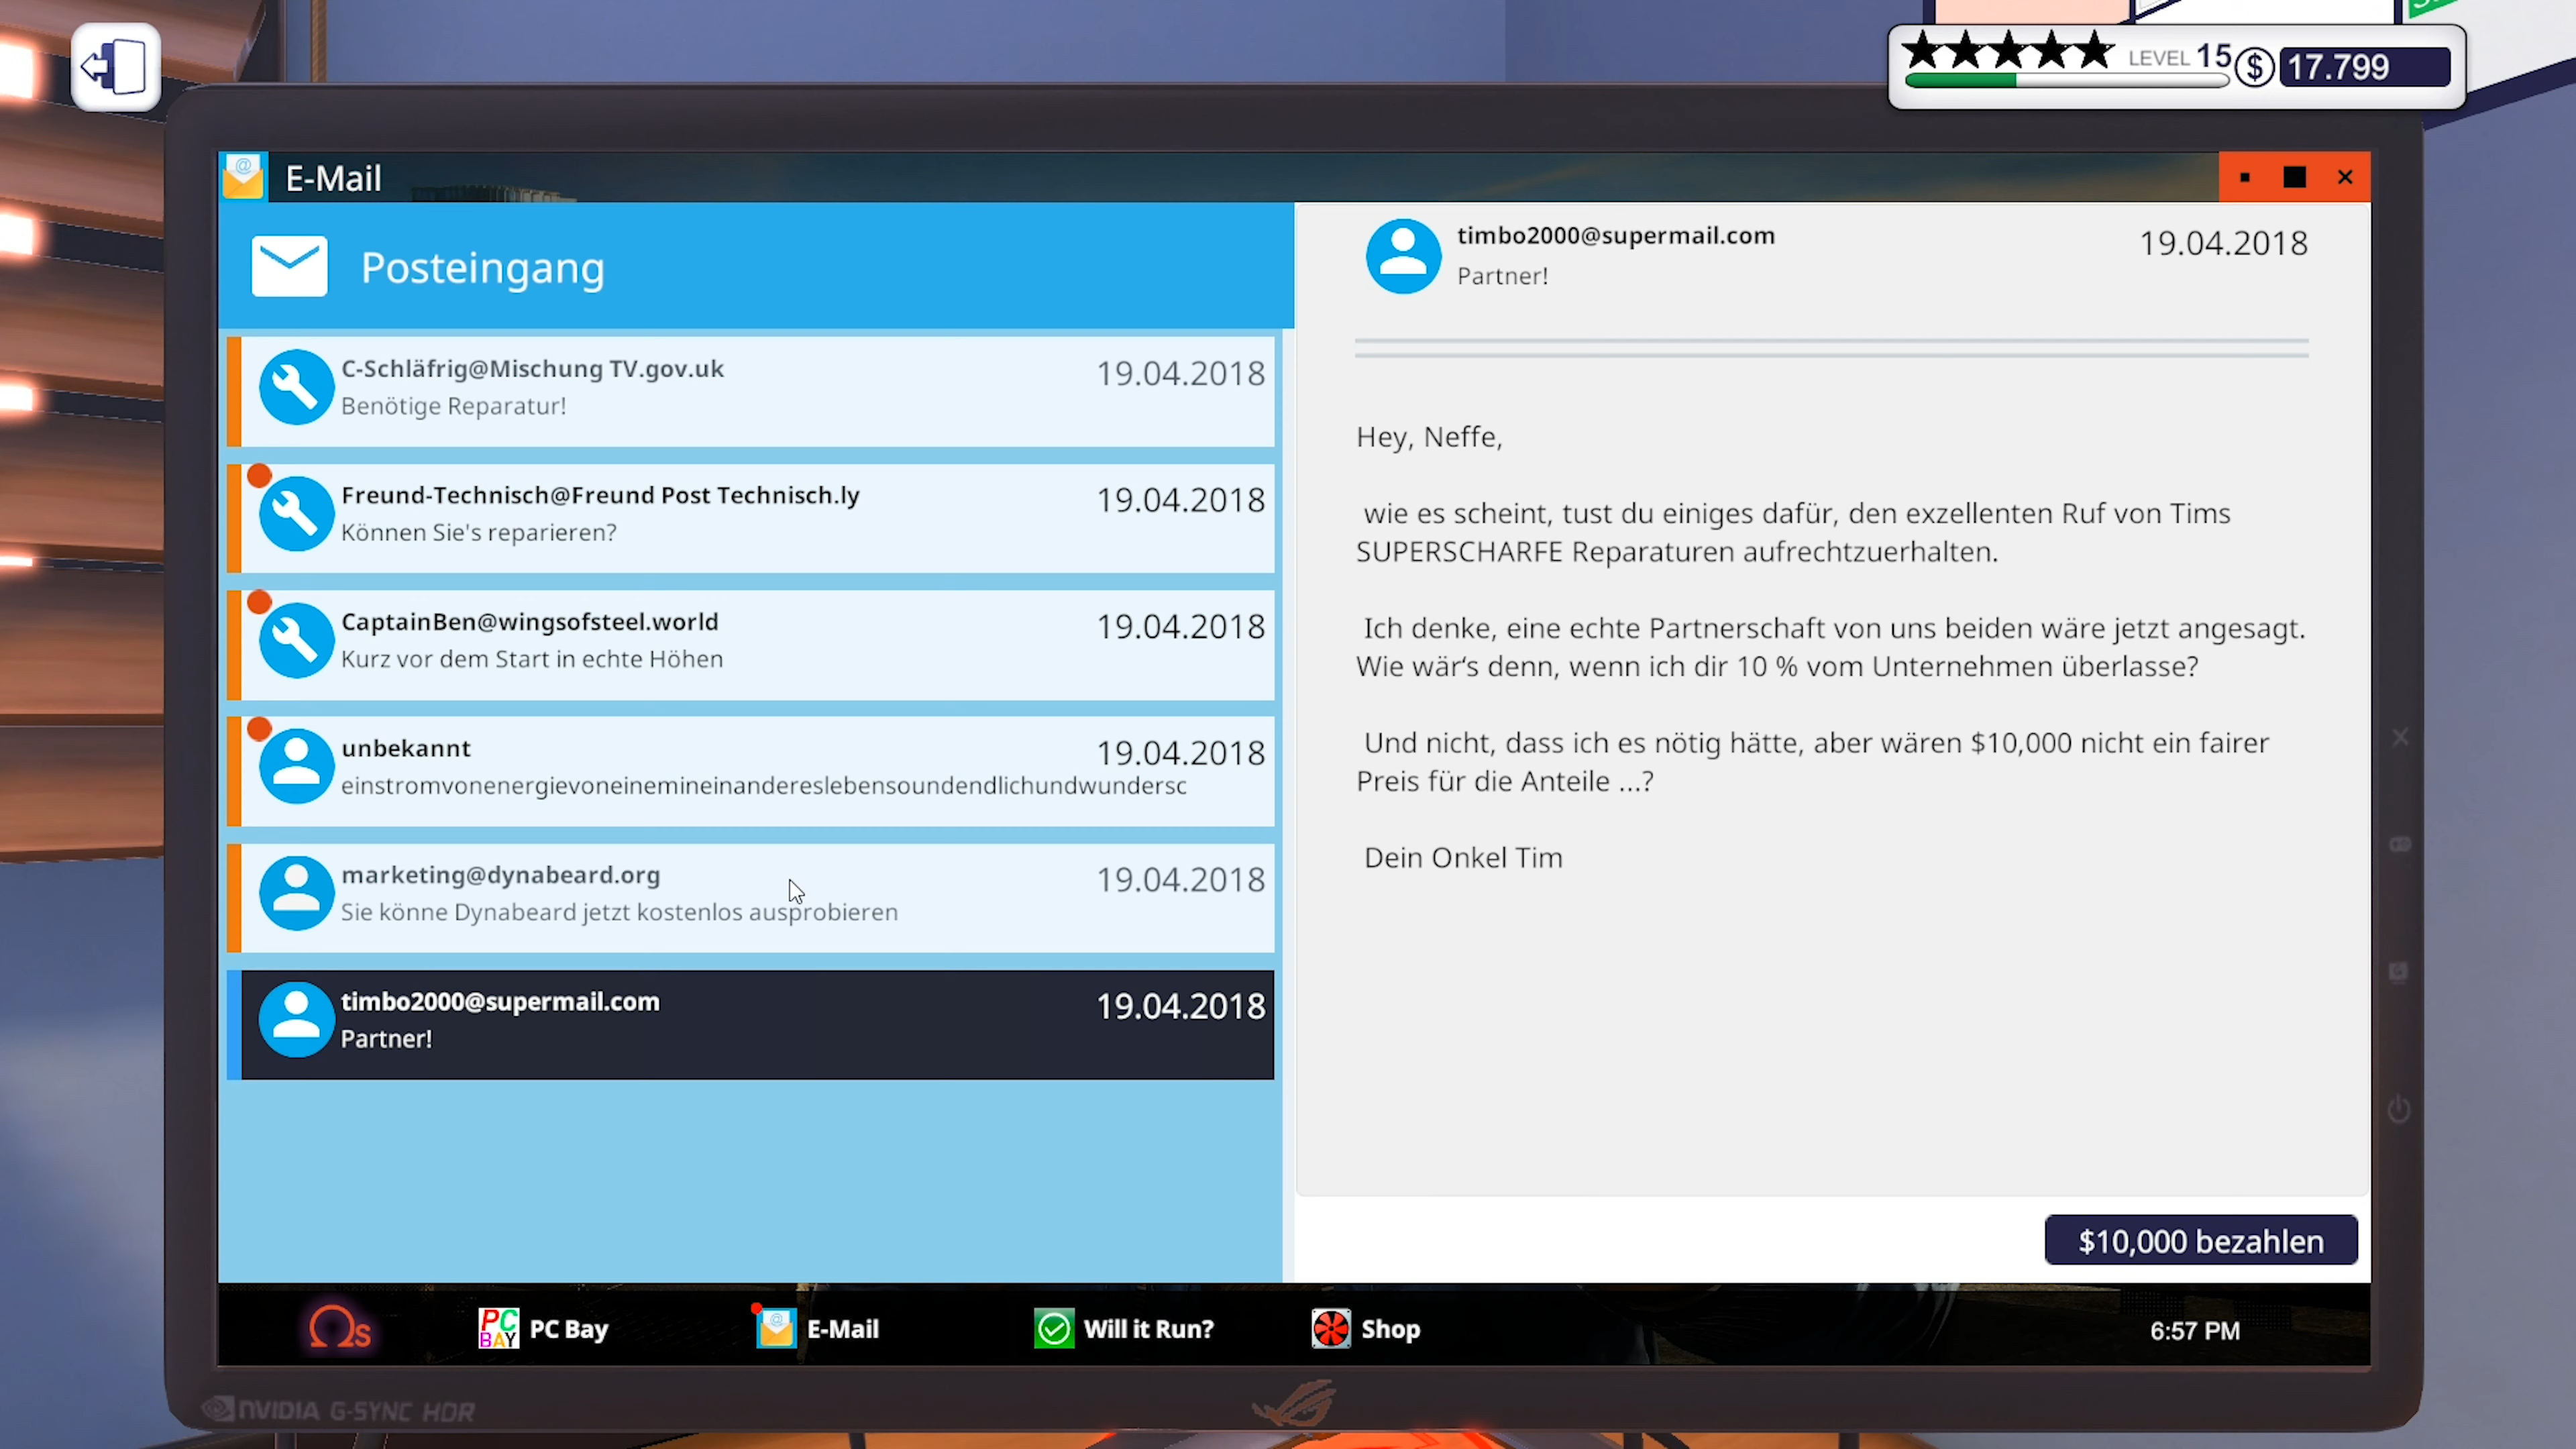 LEVEL 15
17.799
E-Mail
Posteingang
C-Schläfrig@Mischung TV.gov.uk
19.04.2018
Benötige Reparatur!
Freund-Technisch@Freund Post Technisch.ly
19.04.2018
Können Sie's reparieren?
CaptainBen@wingsofsteel.world
19.04.2018
Kurz vor dem Start in echte Höhen
unbekannt
19.04.2018
einstromvonenergievoneinemineinandereslebensoundendlichundwundersc
marketing@dynabeard.org
19.04.2018
Sie könne Dynabeard jetzt kostenlos ausprobieren
timbo2000@supermail.com
19.04.2018
Partner!
timbo2000@supermail.com
19.04.2018
Partner!
Hey, Neffe,
wie es scheint, tust du einiges dafür, den exzellenten Ruf von Tims
SUPERSCHARFE Reparaturen aufrechtzuerhalten.
Ich denke, eine echte Partnerschaft von uns beiden wäre jetzt angesagt.
Wie wär‘s denn, wenn ich dir 10 % vom Unternehmen überlasse?
Und nicht, dass ich es nötig hätte, aber wären $10,000 nicht ein fairer
Preis für die Anteile ...?
Dein Onkel Tim
$10,000 bezahlen
Ωs
PC BAY
PC Bay
E-Mail
Will it Run?
Shop
6:57 PM
NVIDIA G-SYNC HDR